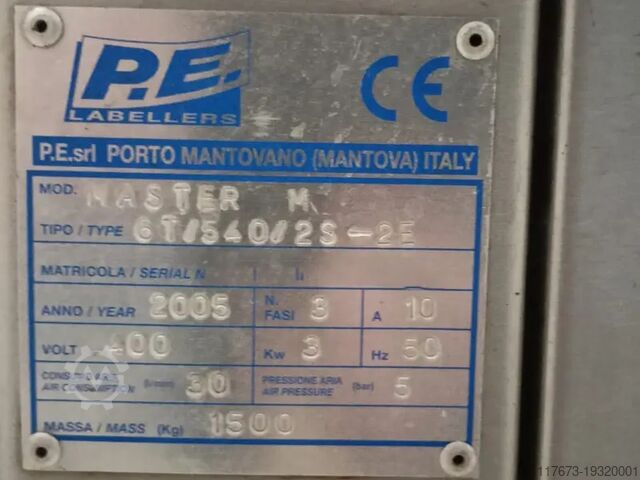 P.E.
LABELLERS
CE
P.E.srl PORTO MANTOVANO (MANTOVA) ITALY
MOD. MASTER M
TIPO / TYPE 6T/540/2S-2E
MATRICOLA / SERIAL N
ANNO / YEAR 2005 N. FASI 3 A 10
VOLT 400 Kw 3 Hz 50
AIR CONSUMPTION 30 PRESSIONE ARIA AIR PRESSURE (bar) 5
MASSA / MASS (Kg) 1500
117673-19320001